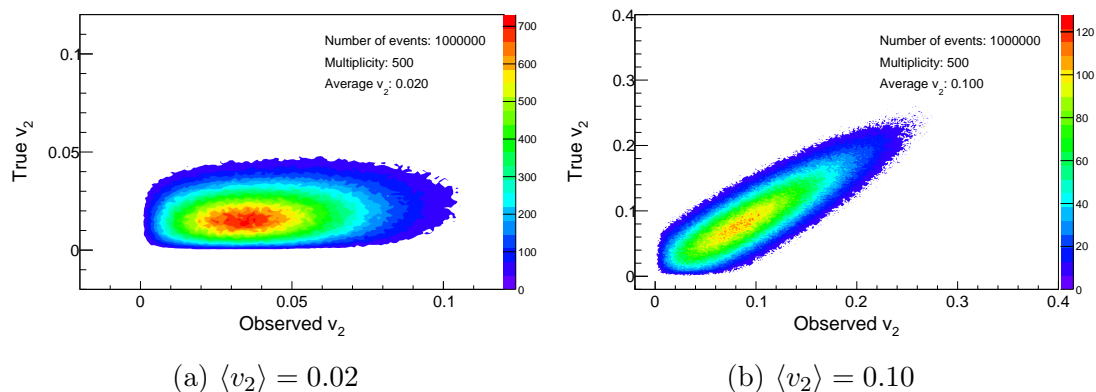 Number of events: 1000000
Multiplicity: 500
Average v₂: 0.020
True v₂
0.1
0.05
0
0
0.05
0.1
Observed v₂
700
600
500
400
300
200
100
0
(a) ⟨v₂⟩ = 0.02
Number of events: 1000000
Multiplicity: 500
Average v₂: 0.100
True v₂
0.4
0.3
0.2
0.1
0
0
0.1
0.2
0.3
0.4
Observed v₂
120
100
80
60
40
20
0
(b) ⟨v₂⟩ = 0.10